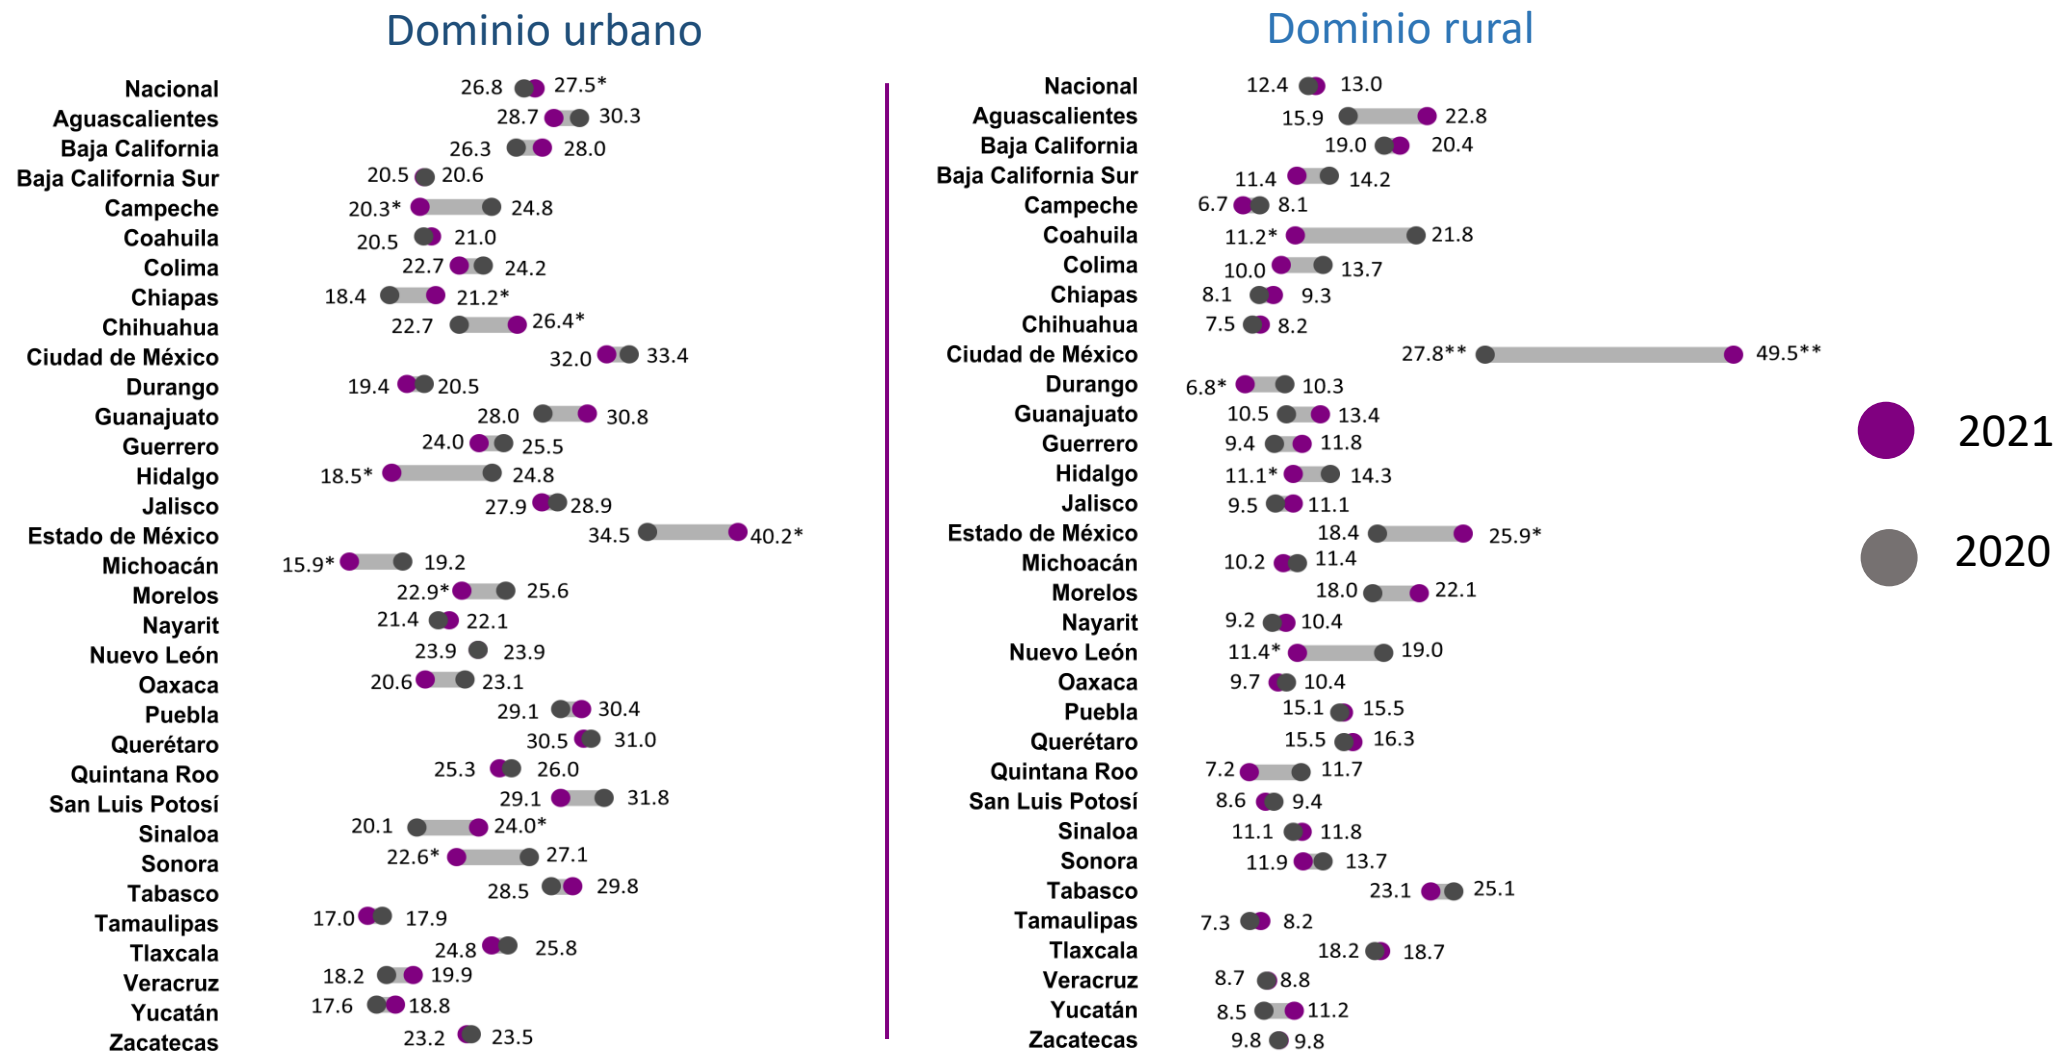 Dominio urbano
Nacional 26.8 27.5*
Aguascalientes 28.7 30.3
Baja California 26.3 28.0
Baja California Sur 20.5 20.6
Campeche 20.3* 24.8
Coahuila 20.5 21.0
Colima 22.7 24.2
Chiapas 18.4 21.2*
Chihuahua 22.7 26.4*
Ciudad de México 32.0 33.4
Durango 19.4 20.5
Guanajuato 28.0 30.8
Guerrero 24.0 25.5
Hidalgo 18.5* 24.8
Jalisco 27.9 28.9
Estado de México 34.5 40.2*
Michoacán 15.9* 19.2
Morelos 22.9* 25.6
Nayarit 21.4 22.1
Nuevo León 23.9 23.9
Oaxaca 20.6 23.1
Puebla 29.1 30.4
Querétaro 30.5 31.0
Quintana Roo 25.3 26.0
San Luis Potosí 29.1 31.8
Sinaloa 20.1 24.0*
Sonora 22.6* 27.1
Tabasco 28.5 29.8
Tamaulipas 17.0 17.9
Tlaxcala 24.8 25.8
Veracruz 18.2 19.9
Yucatán 17.6 18.8
Zacatecas 23.2 23.5
Dominio rural
Nacional 12.4 13.0
Aguascalientes 15.9 22.8
Baja California 19.0 20.4
Baja California Sur 11.4 14.2
Campeche 6.7 8.1
Coahuila 11.2* 21.8
Colima 10.0 13.7
Chiapas 8.1 9.3
Chihuahua 7.5 8.2
Ciudad de México 27.8** 49.5**
Durango 6.8* 10.3
Guanajuato 10.5 13.4
Guerrero 9.4 11.8
Hidalgo 11.1* 14.3
Jalisco 9.5 11.1
Estado de México 18.4 25.9*
Michoacán 10.2 11.4
Morelos 18.0 22.1
Nayarit 9.2 10.4
Nuevo León 11.4* 19.0
Oaxaca 9.7 10.4
Puebla 15.1 15.5
Querétaro 15.5 16.3
Quintana Roo 7.2 11.7
San Luis Potosí 8.6 9.4
Sinaloa 11.1 11.8
Sonora 11.9 13.7
Tabasco 23.1 25.1
Tamaulipas 7.3 8.2
Tlaxcala 18.2 18.7
Veracruz 8.7 8.8
Yucatán 8.5 11.2
Zacatecas 9.8 9.8
2021
2020